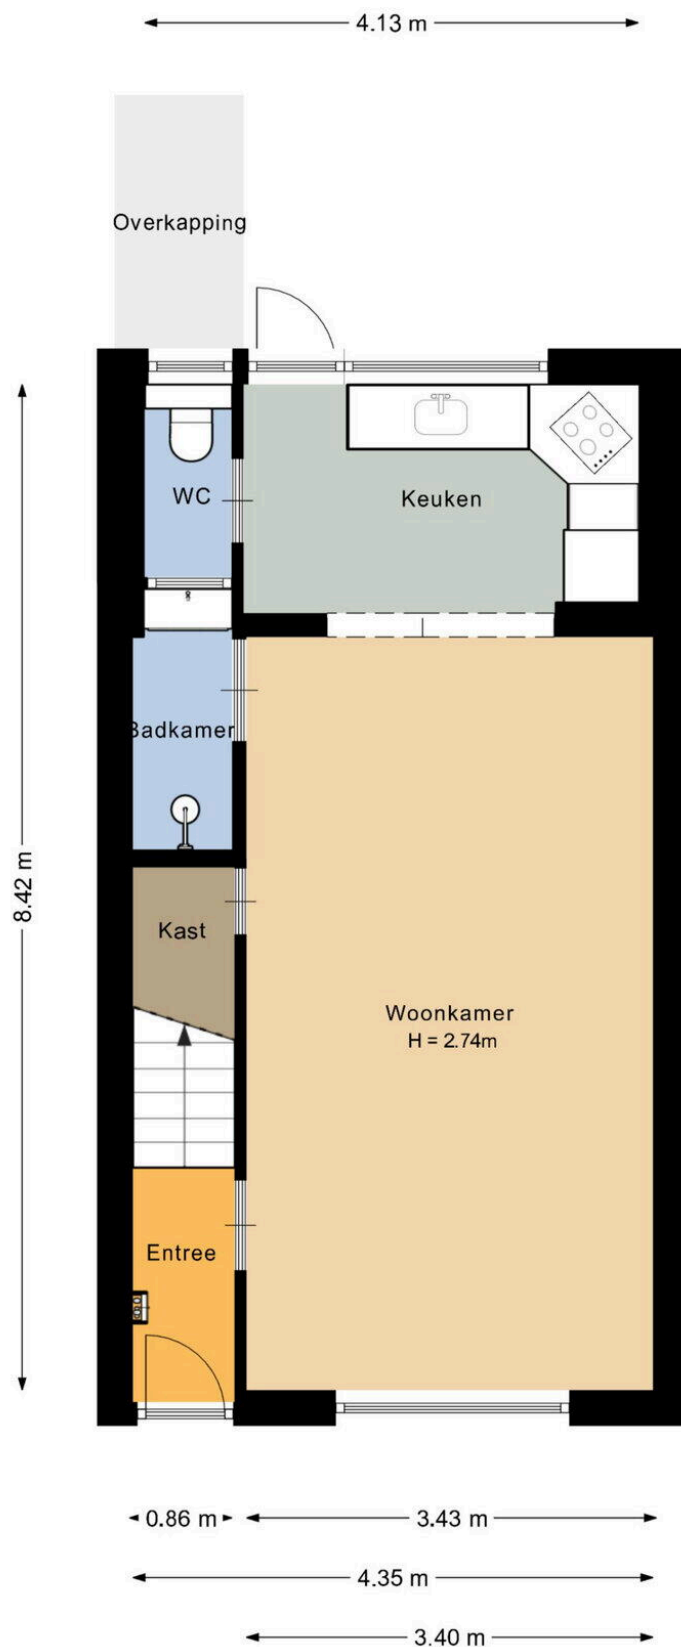 4.13 m
Overkapping
WC
Keuken
Badkamer
8.42 m
Kast
Woonkamer
H = 2.74m
Entree
0.86 m
3.43 m
4.35 m
3.40 m